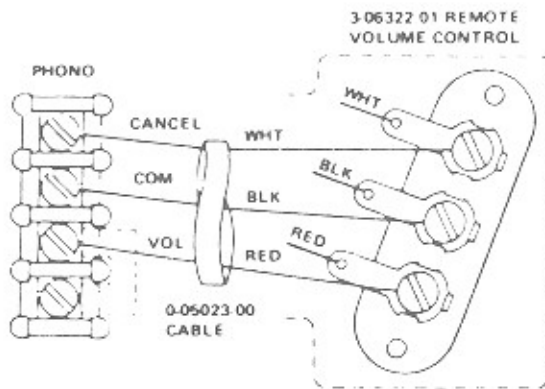 3-06322 01 REMOTE
VOLUME CONTROL
PHONO
CANCEL
WHT
WHT
COM
BLK
BLK
VOL
RED
RED
0-05023-00
CABLE